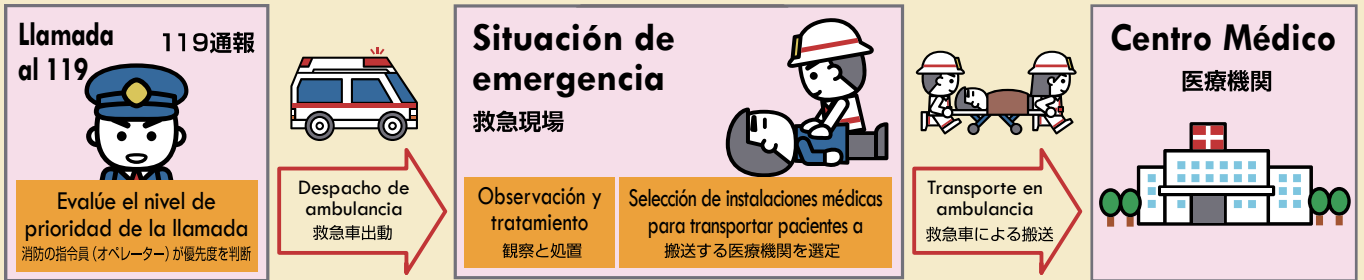 Llamada
al 119
119通報
Evalúe el nivel de
prioridad de la llamada
消防の指令員(オペレーター)が優先度を判断
Despacho de
ambulancia
救急車出動
Situación de
emergencia
救急現場
Observación y
tratamiento
観察と処置
Selección de instalaciones médicas
para transportar pacientes a
搬送する医療機関を選定
Transporte en
ambulancia
救急車による搬送
Centro Médico
医療機関